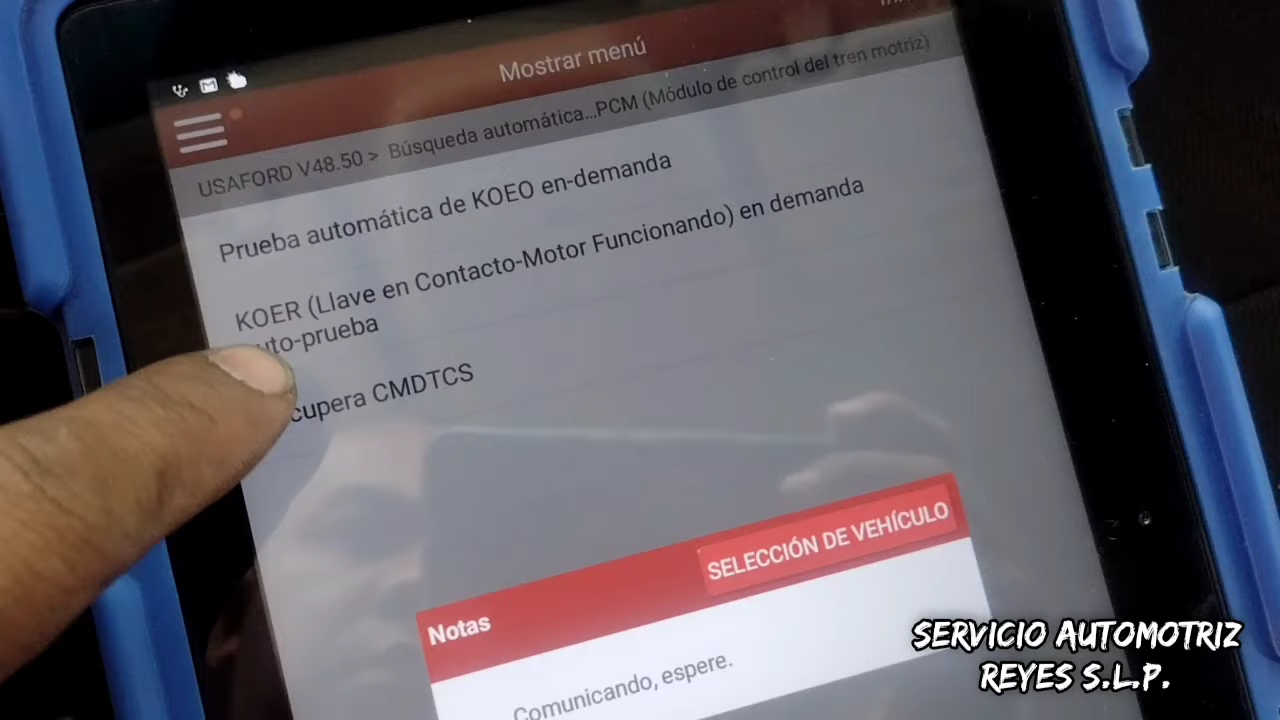 Mostrar menú
USAFORD V48.50 > Búsqueda automática...PCM (Módulo de control del tren motriz)
Prueba automática de KOEO en-demanda
KOER (Llave en Contacto-Motor Funcionando) en demanda
uto-prueba
cupera CMDTCS
SELECCIÓN DE VEHÍCULO
Notas
Comunicando, espere.
SERVICIO AUTOMOTRIZ
REYES S.L.P.